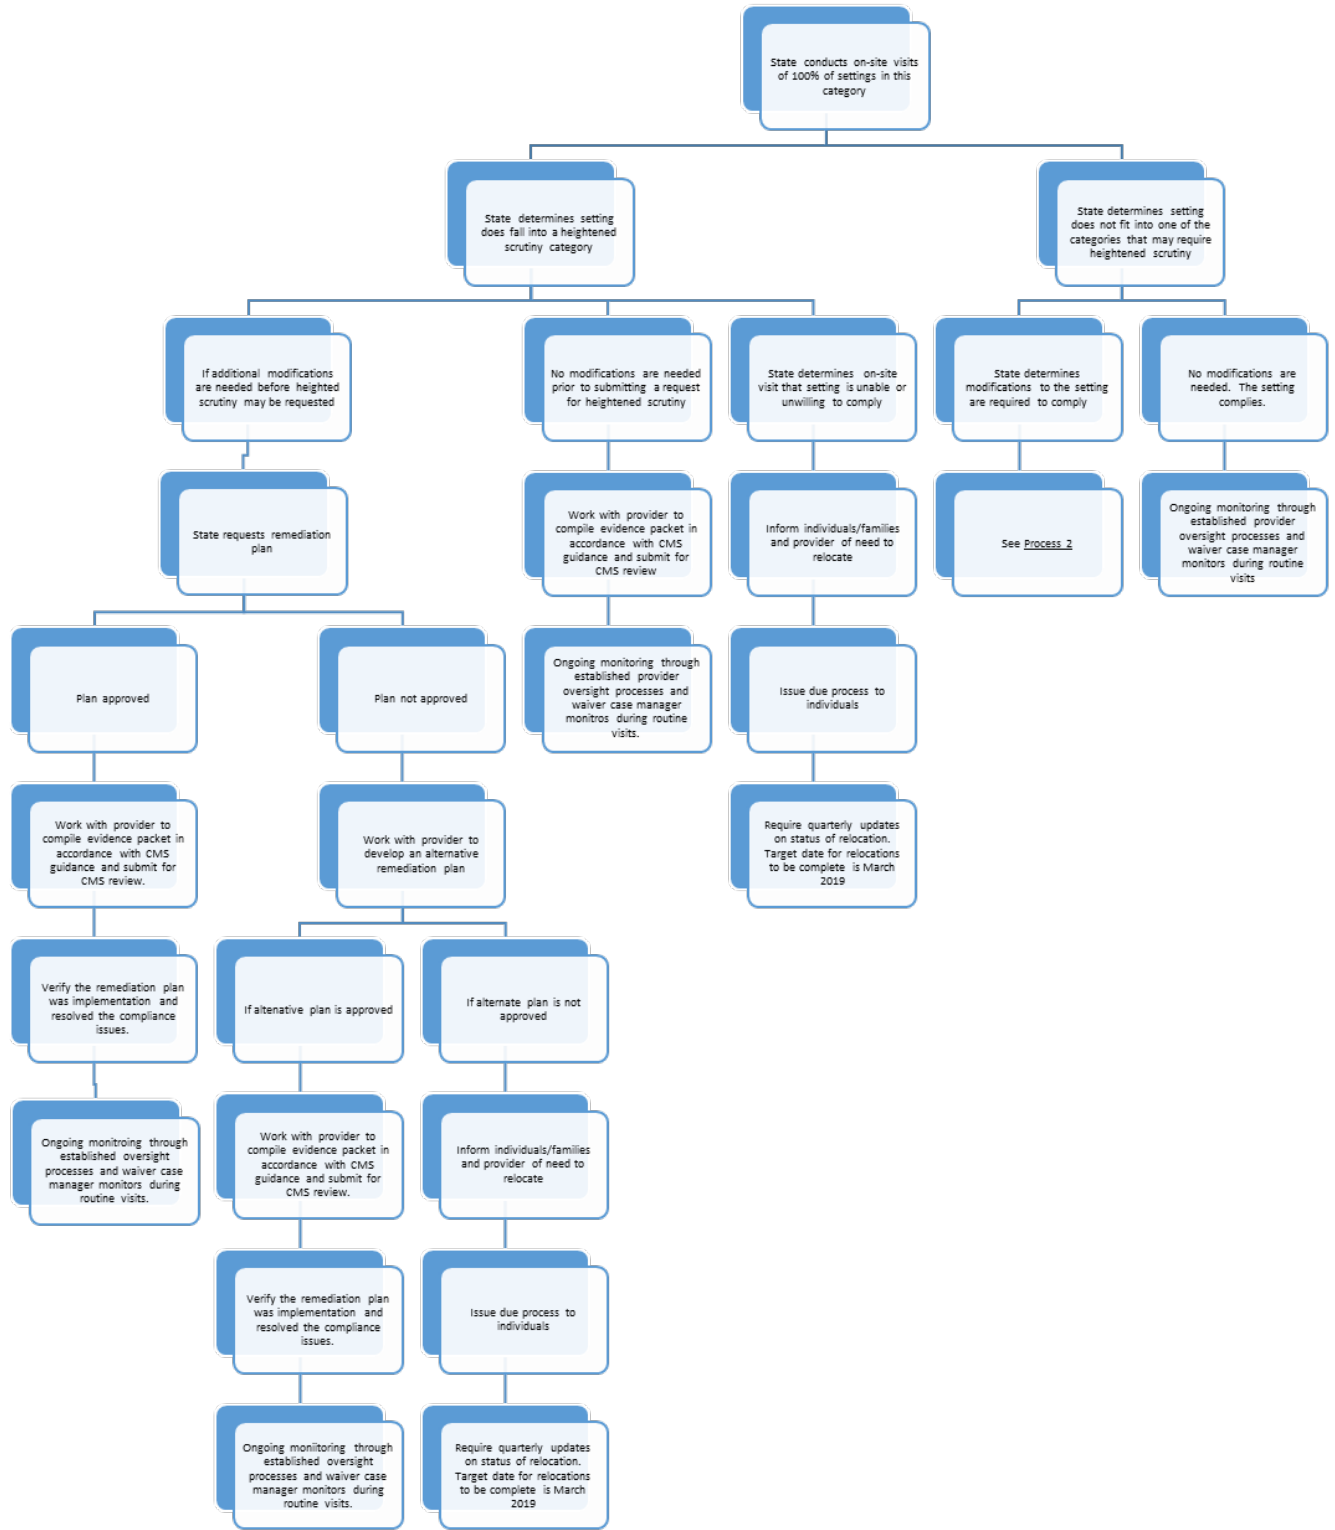 State conducts on-site visits
of 100% of settings in this
category
State determines setting
does fall into a heightened
scrutiny category
State determines setting
does not fit into one of the
categories that may require
heightened scrutiny
If additional modifications
are needed before heighted
scrutiny may be requested
No modifications are needed
prior to submitting a request
for heightened scrutiny
State determines on-site
visit that setting is unable or
unwilling to comply
State determines
modifications to the setting
are required to comply
No modifications are
needed. The setting
complies.
State requests remediation
plan
Work with provider to
compile evidence packet in
accordance with CMS
guidance and submit for
CMS review
Inform individuals/families
and provider of need to
relocate
See Process 2
Ongoing monitoring through
established provider
oversight processes and
waiver case manager
monitors during routine
visits
Plan approved
Plan not approved
Ongoing monitoring through
established provider
oversight processes and
waiver case manager
monitros during routine
visits.
Issue due process to
individuals
Work with provider to
compile evidence packet in
accordance with CMS
guidance and submit for
CMS review.
Work with provider to
develop an alternative
remediation plan
Require quarterly updates
on status of relocation.
Target date for relocations
to be complete is March
2019
Verify the remediation plan
was implementation and
resolved the compliance
issues.
If altenative plan is approved
If alternate plan is not
approved
Ongoing monitroing through
established oversight
processes and waiver case
manager monitors during
routine visits.
Work with provider to
compile evidence packet in
accordance with CMS
guidance and submit for
CMS review.
Inform individuals/families
and provider of need to
relocate
Verify the remediation plan
was implementation and
resolved the compliance
issues.
Issue due process to
individuals
Ongoing moniitoring through
established oversight
processes and waiver case
manager monitors during
routine visits.
Require quarterly updates
on status of relocation.
Target date for relocations
to be complete is March
2019